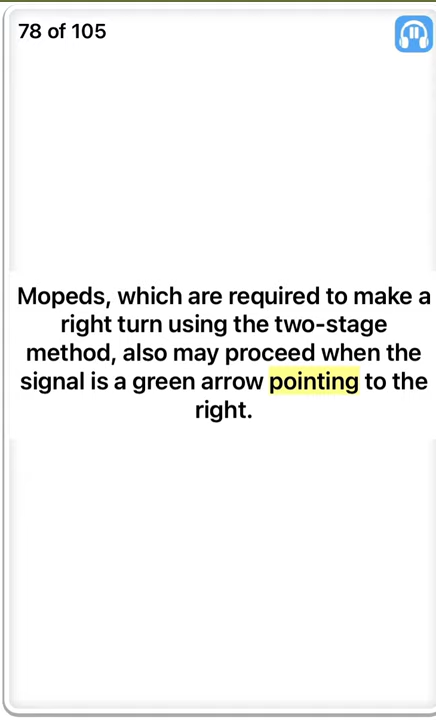 78 of 105
Mopeds, which are required to make a
right turn using the two-stage
method, also may proceed when the
signal is a green arrow pointing to the
right.